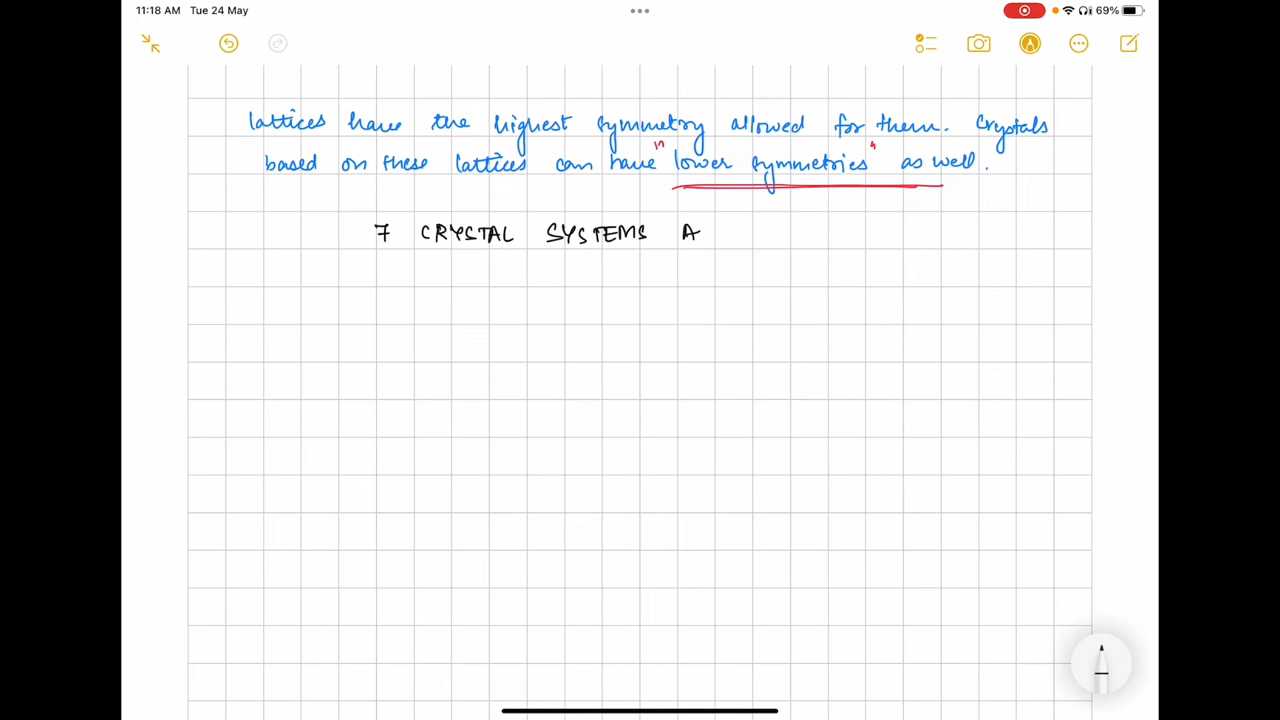 11:18 AM Tue 24 May
69%
lattices have the highest symmetry allowed for them. Crystals
based on these lattices can have "lower symmetries" as well.
7 CRYSTAL SYSTEMS A